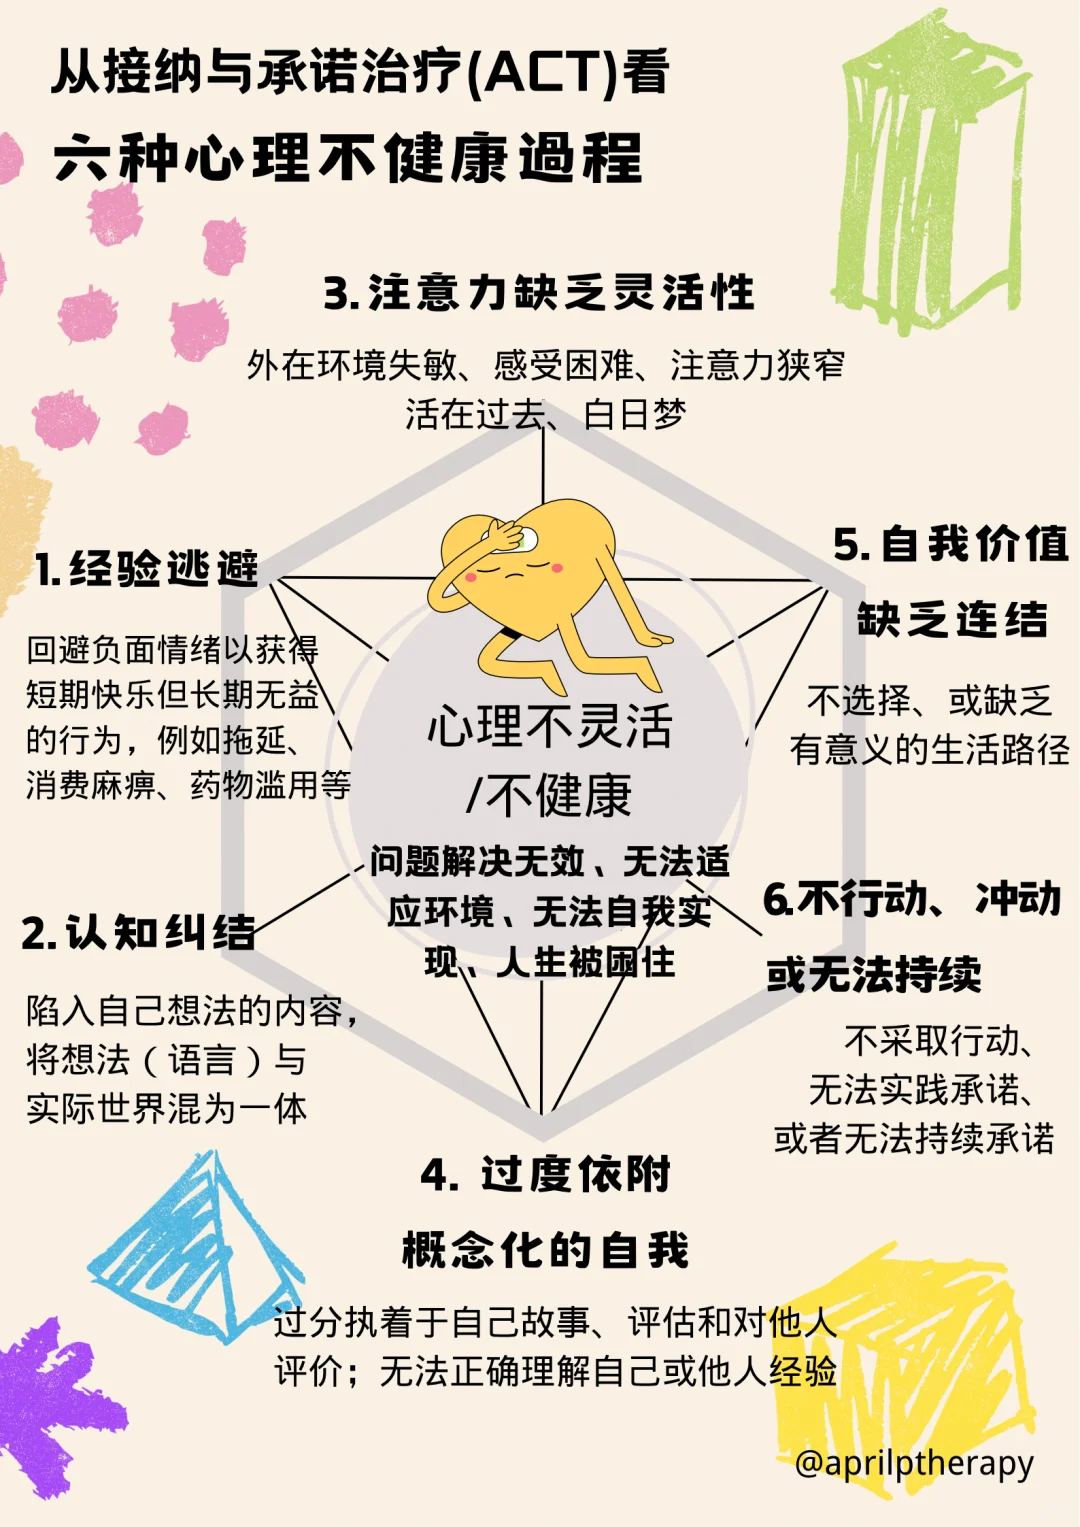 从接纳与承诺治疗(ACT)看
六种心理不健康過程
3.注意力缺乏灵活性
外在环境失敏、感受困难、注意力狭窄
活在过去、白日梦
1.经验逃避
回避负面情绪以获得
短期快乐但长期无益
的行为，例如拖延、
消费麻痹、药物滥用等
5.自我价值
缺乏连结
不选择、或缺乏
有意义的生活路径
心理不灵活
/不健康
问题解决无效、无法适
应环境、无法自我实
现、人生被困住
2.认知纠结
陷入自己想法的内容，
将想法（语言）与
实际世界混为一体
6.不行动、冲动
或无法持续
不采取行动、
无法实践承诺、
或者无法持续承诺
4. 过度依附
概念化的自我
过分执着于自己故事、评估和对他人
评价；无法正确理解自己或他人经验
@aprilptherapy